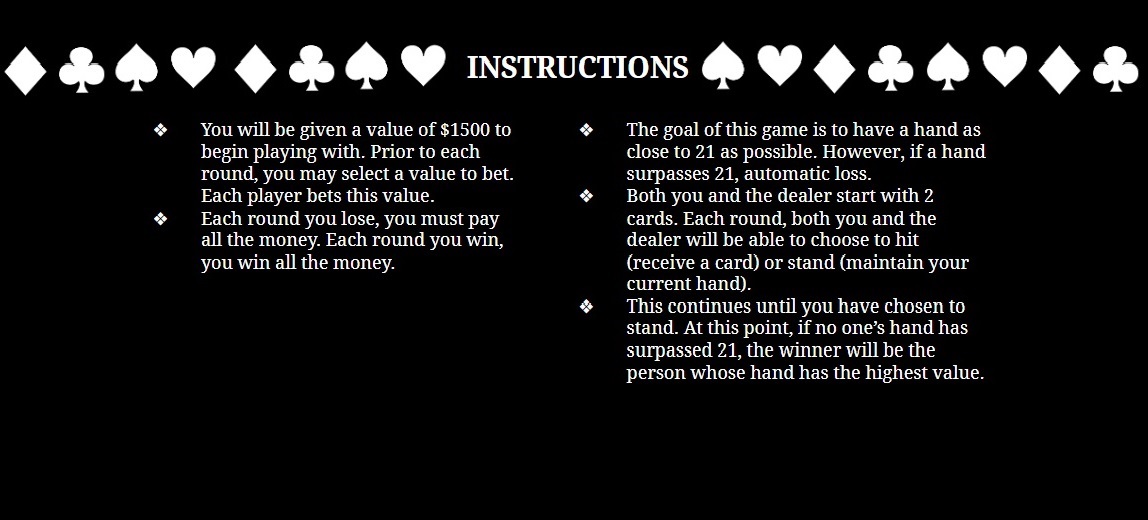 INSTRUCTIONS
❖ You will be given a value of $1500 to
begin playing with. Prior to each
round, you may select a value to bet.
Each player bets this value.
❖ Each round you lose, you must pay
all the money. Each round you win,
you win all the money.
❖ The goal of this game is to have a hand as
close to 21 as possible. However, if a hand
surpasses 21, automatic loss.
❖ Both you and the dealer start with 2
cards. Each round, both you and the
dealer will be able to choose to hit
(receive a card) or stand (maintain your
current hand).
❖ This continues until you have chosen to
stand. At this point, if no one’s hand has
surpassed 21, the winner will be the
person whose hand has the highest value.